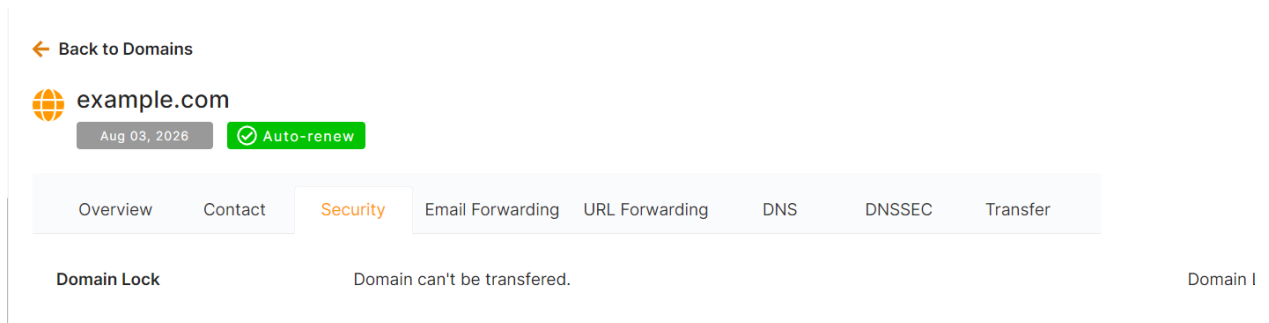 Back to Domains
example.com
Aug 03, 2026 Auto-renew
Overview Contact Security Email Forwarding URL Forwarding DNS DNSSEC Transfer
Domain Lock Domain can't be transfered. Domain